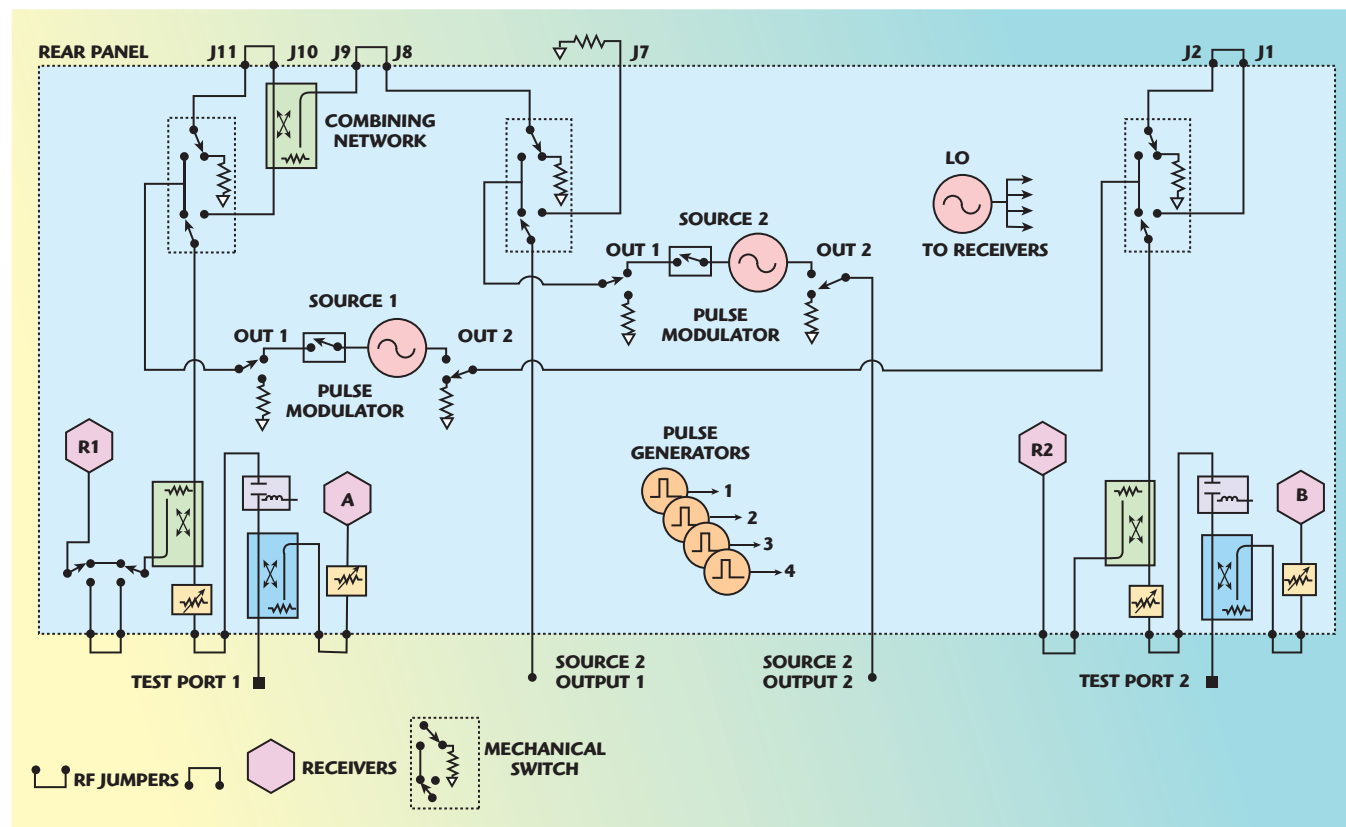 REAR PANEL
J11
J10
J9
J8
J7
J2
J1
COMBINING
NETWORK
LO
TO RECEIVERS
SOURCE 2
OUT 1
OUT 2
PULSE
MODULATOR
SOURCE 1
OUT 1
OUT 2
PULSE
MODULATOR
R1
A
PULSE
GENERATORS
1
2
3
4
R2
B
TEST PORT 1
SOURCE 2
OUTPUT 1
SOURCE 2
OUTPUT 2
TEST PORT 2
RF JUMPERS
RECEIVERS
MECHANICAL
SWITCH